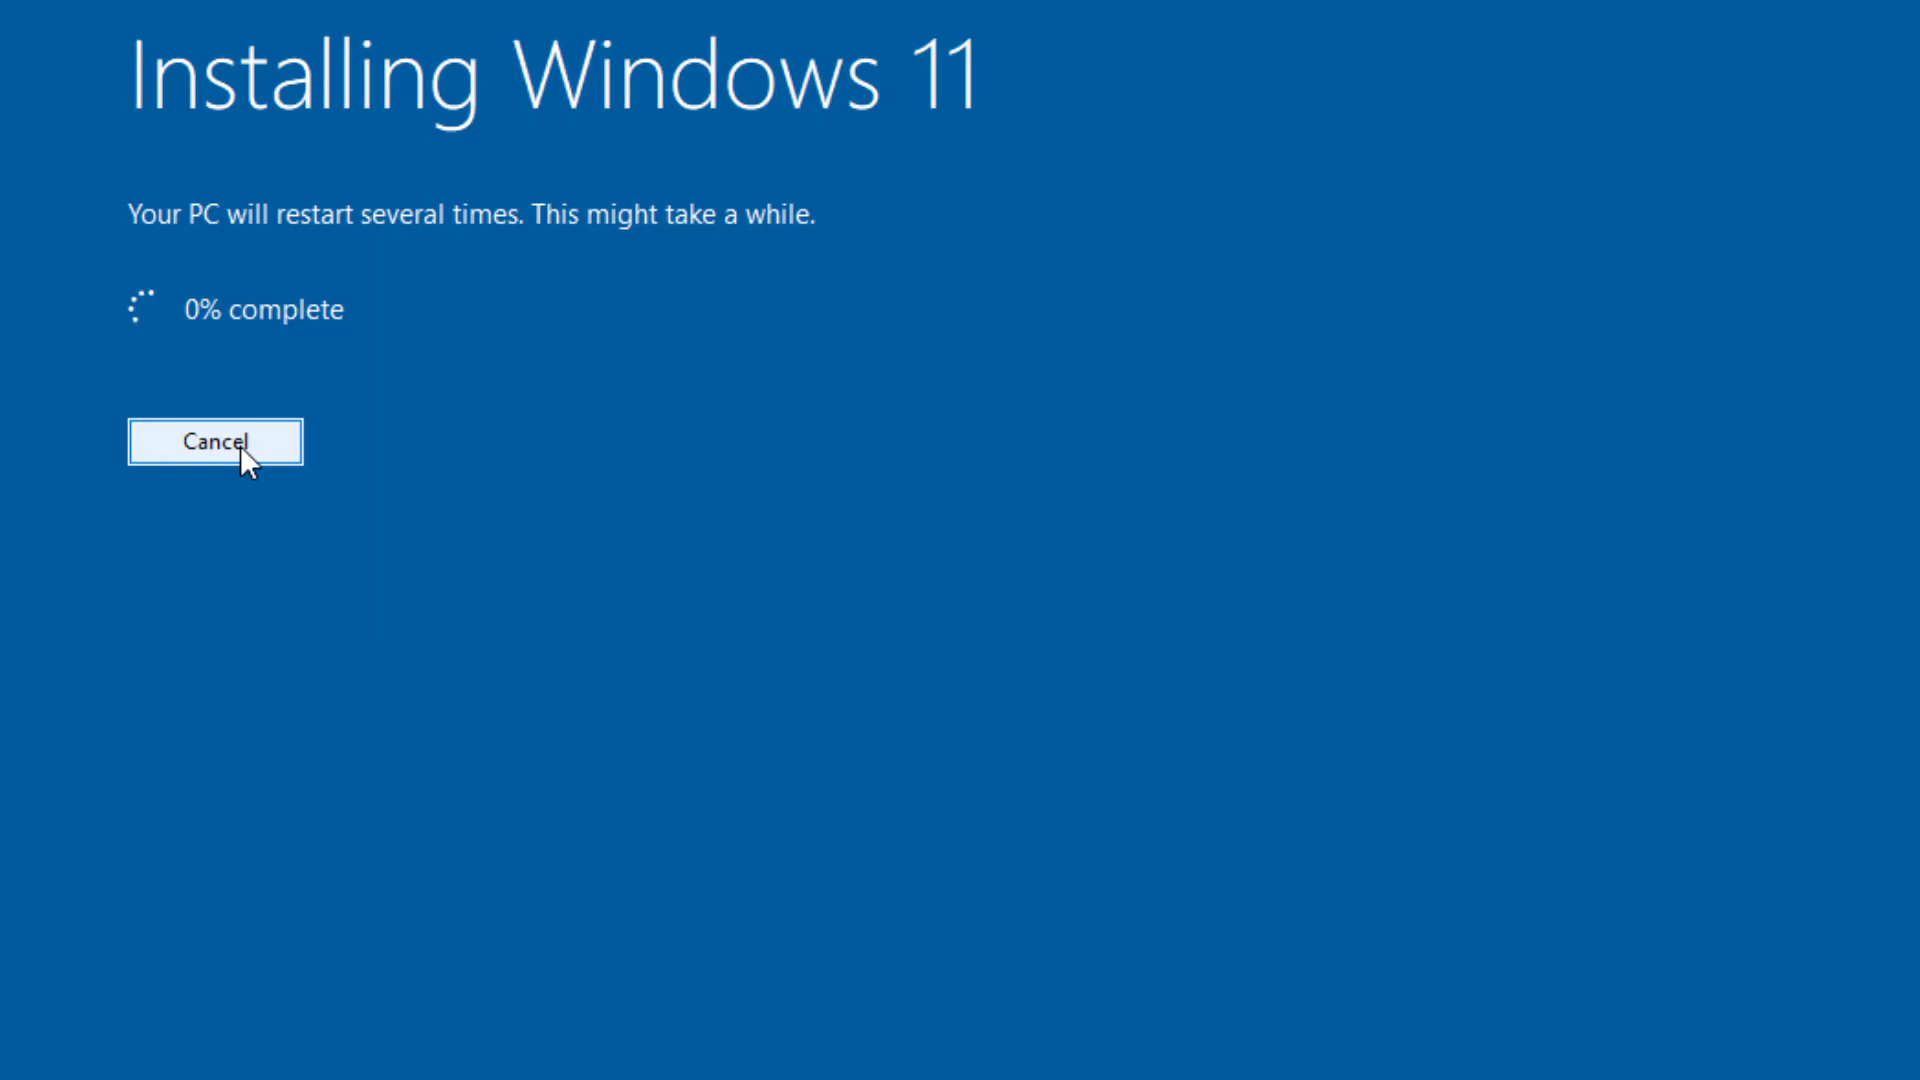 Installing Windows 11
Your PC will restart several times. This might take a while.
0% complete
Cancel